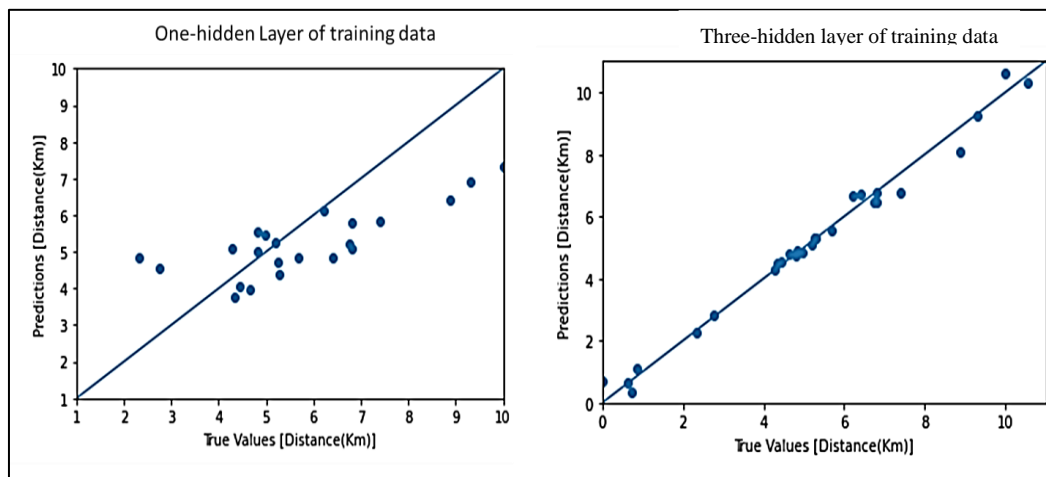 One-hidden Layer of training data
10
9
8
7
6
5
4
3
2
1
Predictions [Distance(Km)]
1 2 3 4 5 6 7 8 9 10
True Values [Distance(Km)]
Three-hidden layer of training data
10
8
6
4
2
0
Predictions [Distance(Km)]
0 2 4 6 8 10
True Values [Distance(Km)]